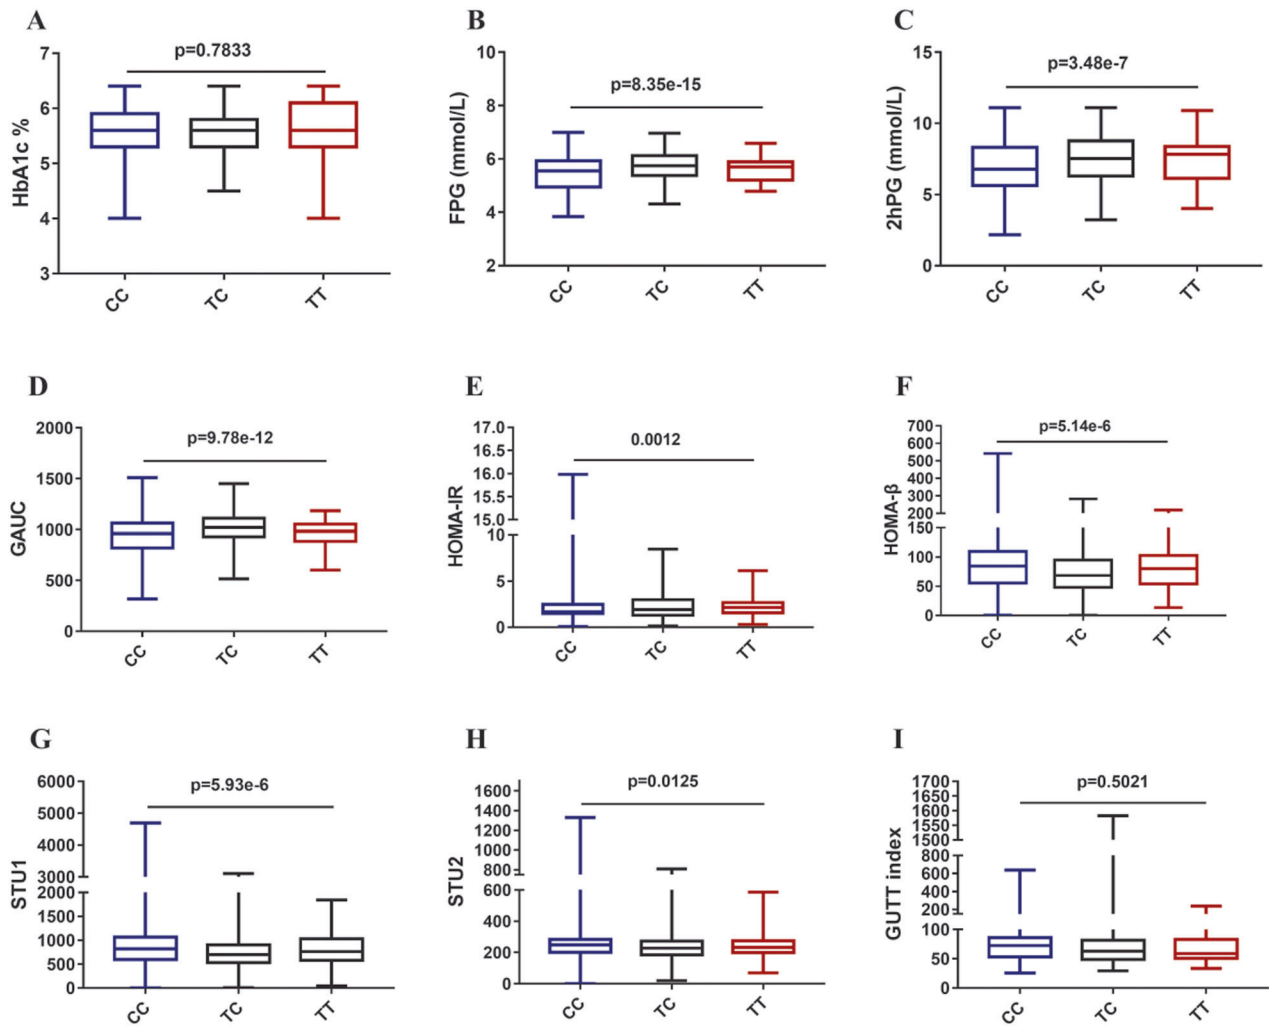 A
p=0.7833
HbA1c %
7
6
5
4
3
CC
TC
TT
B
p=8.35e-15
FPG (mmol/L)
10
8
6
4
2
CC
TC
TT
C
p=3.48e-7
2hPG (mmol/L)
15
10
5
0
CC
TC
TT
D
p=9.78e-12
GAUC
2000
1500
1000
500
0
CC
TC
TT
E
0.0012
HOMA-IR
17.0
16.5
16.0
15.5
15.0
10
5
0
CC
TC
TT
F
p=5.14e-6
HOMA-β
700
600
500
400
300
200
150
100
50
0
CC
TC
TT
G
p=5.93e-6
STU1
6000
5000
4000
3000
2000
1500
1000
500
0
CC
TC
TT
H
p=0.0125
STU2
1600
1400
1200
1000
800
600
400
200
0
CC
TC
TT
I
p=0.5021
GUTT index
1700
1650
1600
1550
1500
800
600
400
200
100
50
0
CC
TC
TT